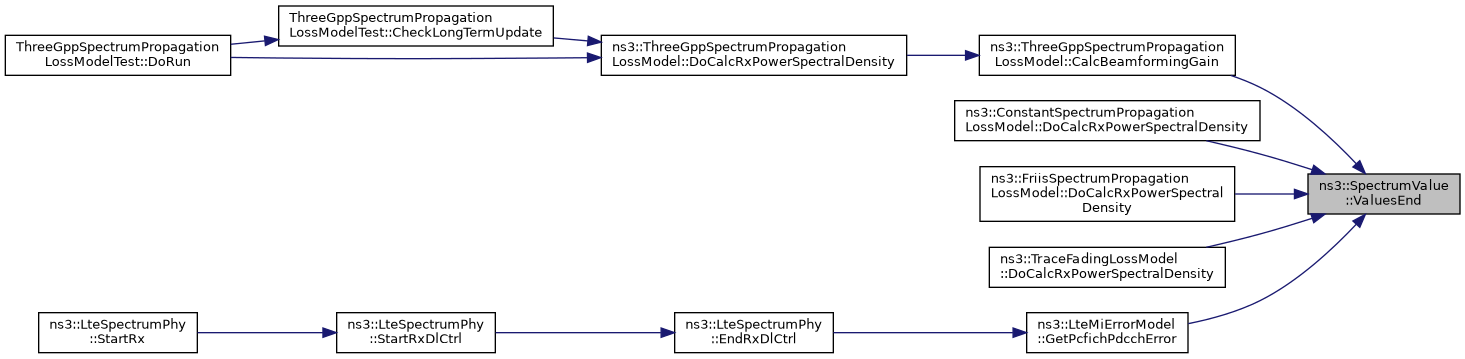 ThreeGppSpectrumPropagation
LossModelTest::DoRun
ThreeGppSpectrumPropagation
LossModelTest::CheckLongTermUpdate
ns3::ThreeGppSpectrumPropagation
LossModel::DoCalcRxPowerSpectralDensity
ns3::ThreeGppSpectrumPropagation
LossModel::CalcBeamformingGain
ns3::ConstantSpectrumPropagation
LossModel::DoCalcRxPowerSpectralDensity
ns3::FriisSpectrumPropagation
LossModel::DoCalcRxPowerSpectral
Density
ns3::SpectrumValue
::ValuesEnd
ns3::TraceFadingLossModel
::DoCalcRxPowerSpectralDensity
ns3::LteSpectrumPhy
::StartRx
ns3::LteSpectrumPhy
::StartRxDlCtrl
ns3::LteSpectrumPhy
::EndRxDlCtrl
ns3::LteMiErrorModel
::GetPcfichPdcchError